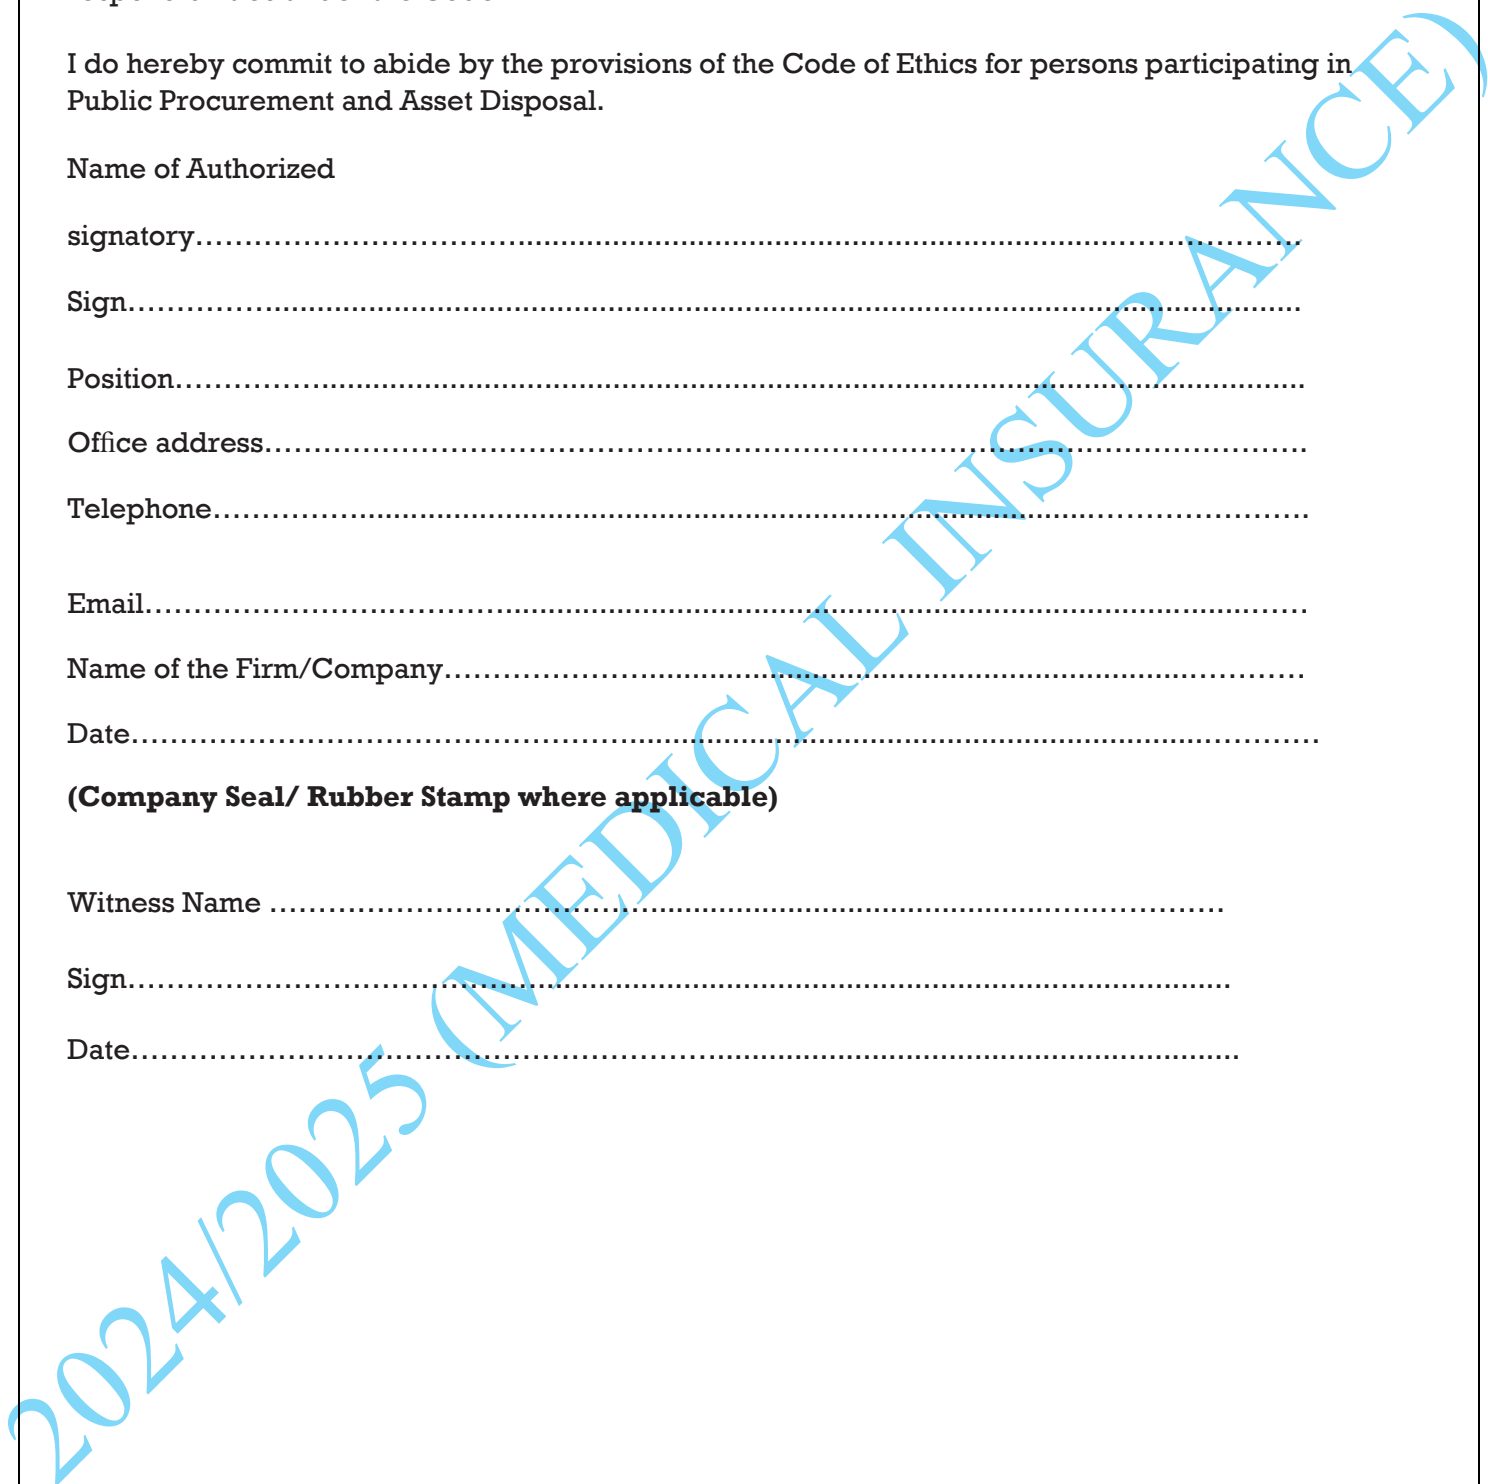 I do hereby commit to abide by the provisions of the Code of Ethics for persons participating in
Public Procurement and Asset Disposal.
Name of Authorized
signatory……………………………...............................................................................……………….
Sign……………..........................................................................................................................
Position……………......................................................................................................................
Office address……………………………………………………………………………………………….
Telephone……………............................................................................................………………….
Email………………………………….............................................................................................……
Name of the Firm/Company…………………............................................................…………
Date……………………………………………................................................................…………
(Company Seal/ Rubber Stamp where applicable)
Witness Name …………………………………….............................................…………
Sign…………………………………….............................................................................
Date……………………………………………………............................................................
2024/2025 (MEDICAL INSURANCE)